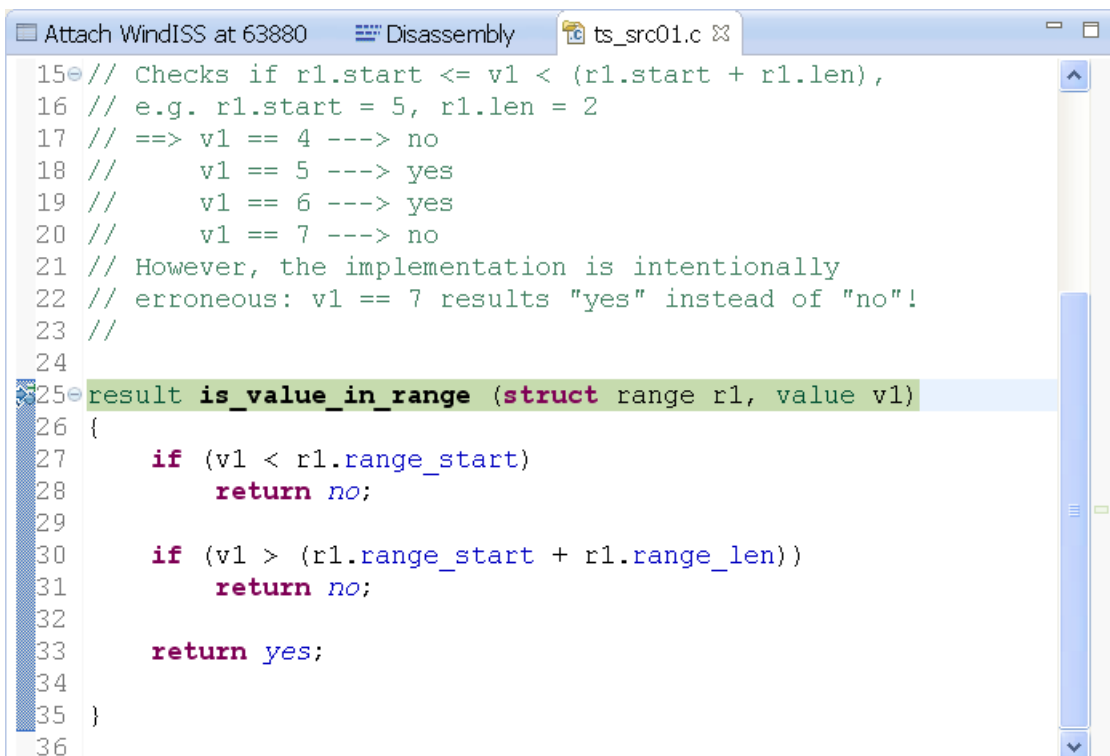 Attach WindISS at 63880 Disassembly ts_src01.c
15 // Checks if r1.start <= v1 < (r1.start + r1.len),
16 // e.g. r1.start = 5, r1.len = 2
17 // ==> v1 == 4 ---> no
18 //     v1 == 5 ---> yes
19 //     v1 == 6 ---> yes
20 //     v1 == 7 ---> no
21 // However, the implementation is intentionally
22 // erroneous: v1 == 7 results "yes" instead of "no"!
23 //
24
25 result is_value_in_range (struct range r1, value v1)
26 {
27     if (v1 < r1.range_start)
28         return no;
29
30     if (v1 > (r1.range_start + r1.range_len))
31         return no;
32
33     return yes;
34
35 }
36